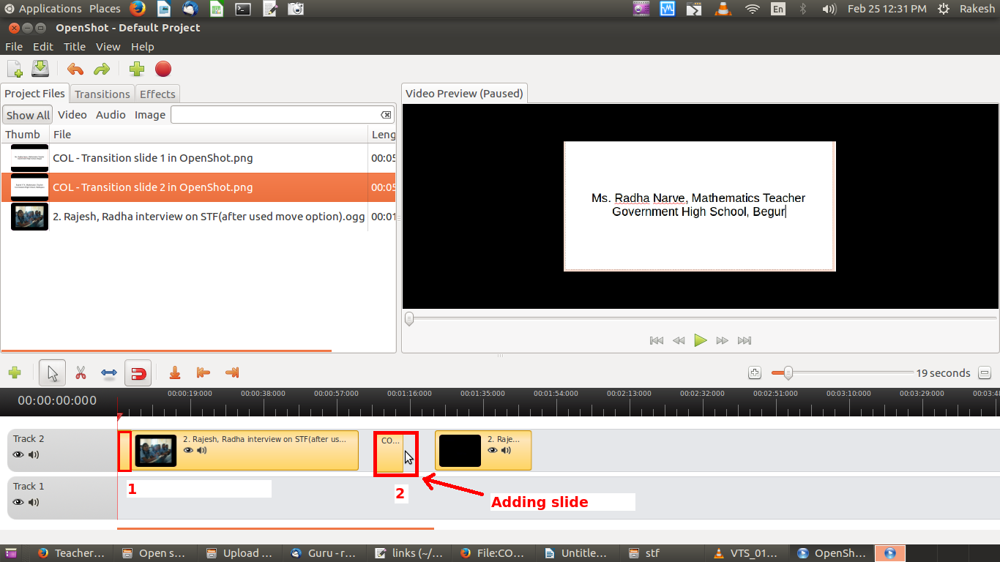 Applications Places En Feb 25 12:31 PM Rakesh
OpenShot - Default Project
File Edit Title View Help
Project Files Transitions Effects
Video Preview (Paused)
Show All Video Audio Image
Thumb File Leng
COL - Transition slide 1 in OpenShot.png 00:05
COL - Transition slide 2 in OpenShot.png 00:05
2. Rajesh, Radha interview on STF(after used move option).ogg 00:01
Ms. Radha Narve, Mathematics Teacher
Government High School, Begur
19 seconds
00:00:00:000 00:00:19:000 00:00:38:000 00:00:57:000 00:01:16:000 00:01:35:000 00:01:54:000 00:02:13:000 00:02:32:000 00:02:51:000 00:03:10:000 00:03:29:000 00:03:48
Track 2 2. Rajesh, Radha interview on STF(after us... CO... 2. Raje...
Track 1
1
2
Adding slide
Teacher... Open s... Upload ... Guru - r... links (~/... File:CO... Untitle... stf VTS_01... OpenSh...